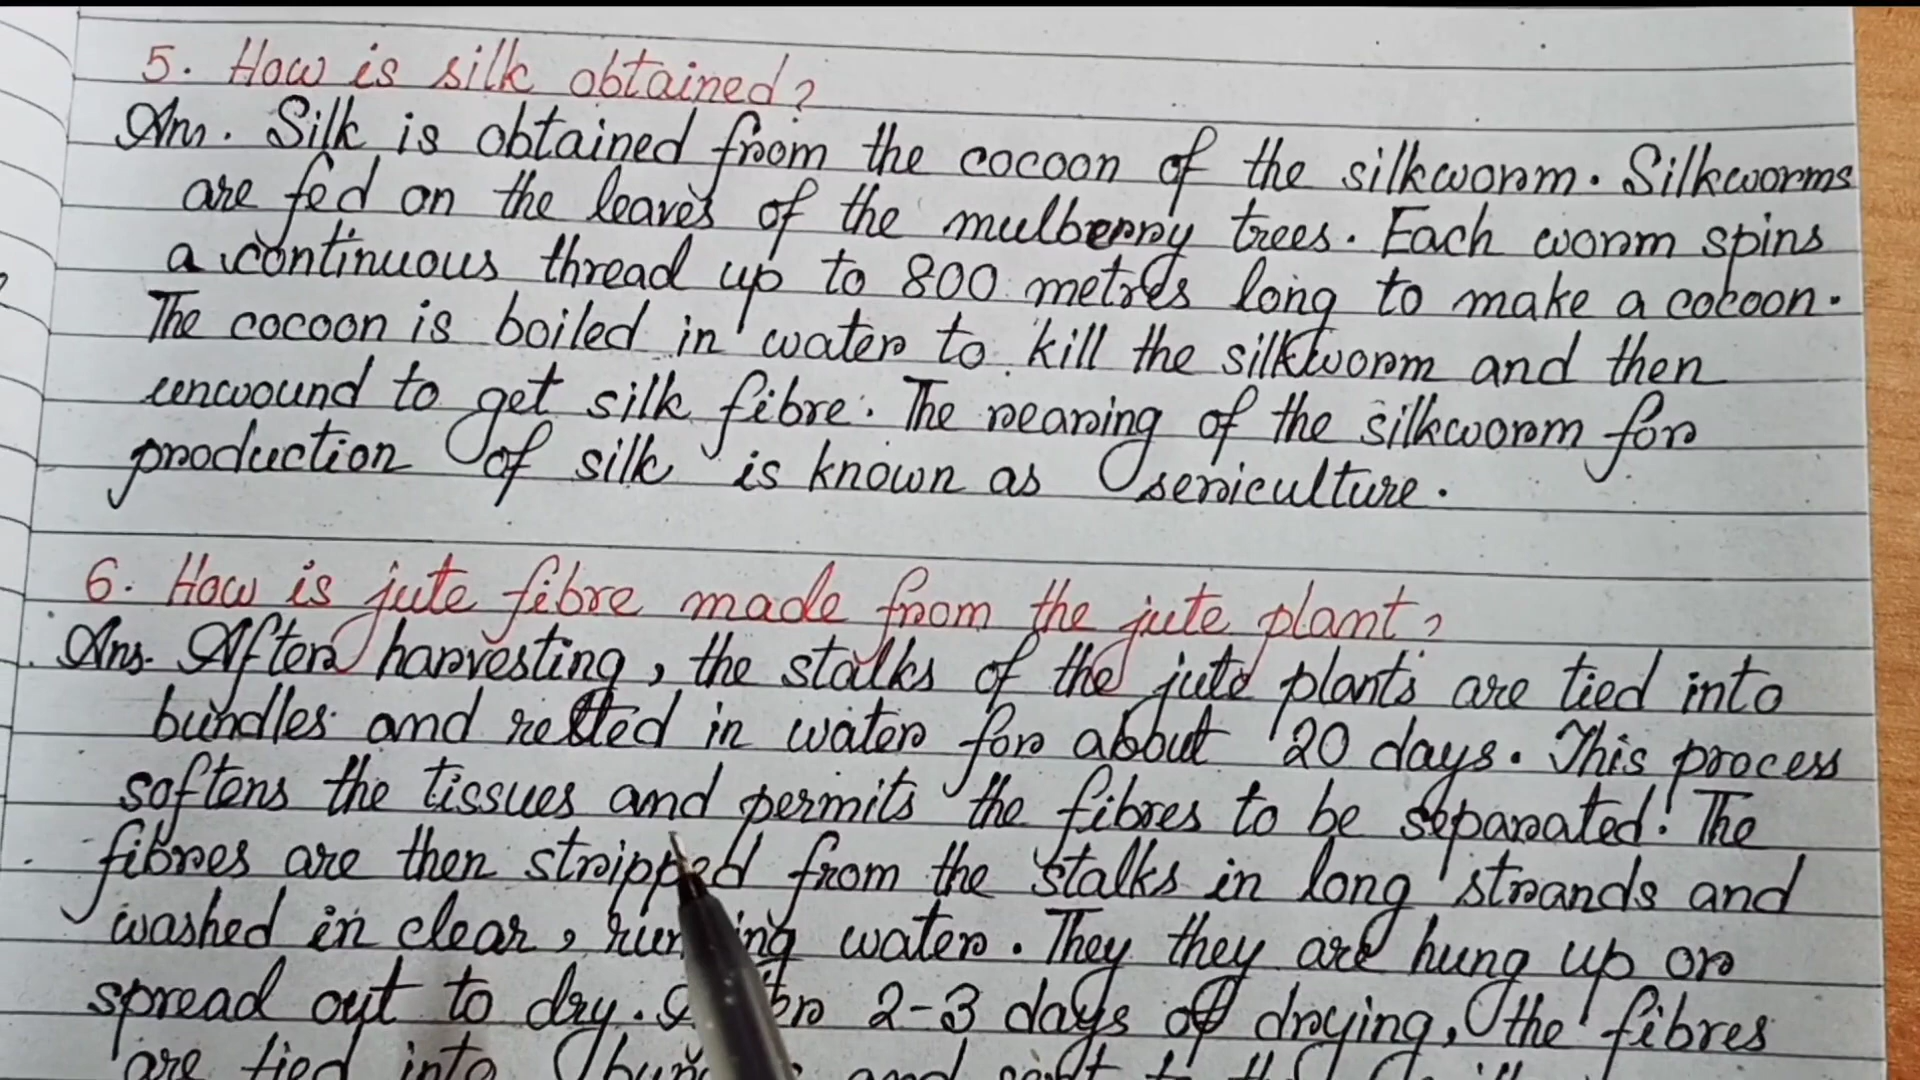 5. How is silk obtained?
Ans. Silk is obtained from the cocoon of the silkworm. Silkworms
are fed on the leaves of the mulberry trees. Each worm spins
a continuous thread up to 800 metres long to make a cocoon.
The cocoon is boiled in water to kill the silkworm and then
unwound to get silk fibre. The rearing of the silkworm for
production of silk is known as sericulture.
6. How is jute fibre made from the jute plant?
Ans. After harvesting, the stalks of the jute plants are tied into
bundles and retted in water for about 20 days. This process
softens the tissues and permits the fibres to be separated. The
fibres are then stripped from the stalks in long strands and
washed in clear, running water. They they are hung up or
spread out to dry. 2-3 days of drying, the fibres
are tied into and